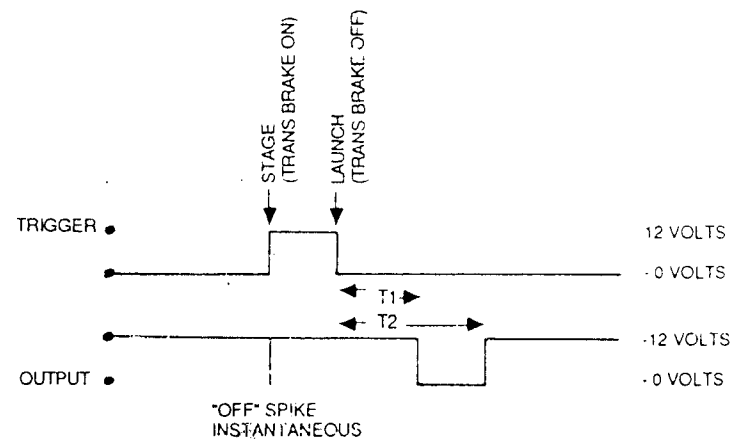 STAGE
(TRANS BRAKE ON)
LAUNCH
(TRANS BRAKE OFF)
TRIGGER
12 VOLTS
- 0 VOLTS
T1
T2
-12 VOLTS
OUTPUT
- 0 VOLTS
"OFF" SPIKE
INSTANTANEOUS